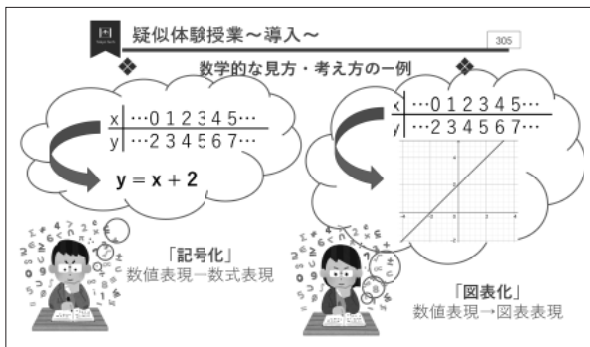 疑似体験授業～導入～
305
数学的な見方・考え方の一例
x …0 1 2 3 4 5…
y …2 3 4 5 6 7…
y = x + 2
「記号化」
数値表現－数式表現
x …0 1 2 3 4 5…
y …2 3 4 5 6 7…
「図表化」
数値表現→図表表現